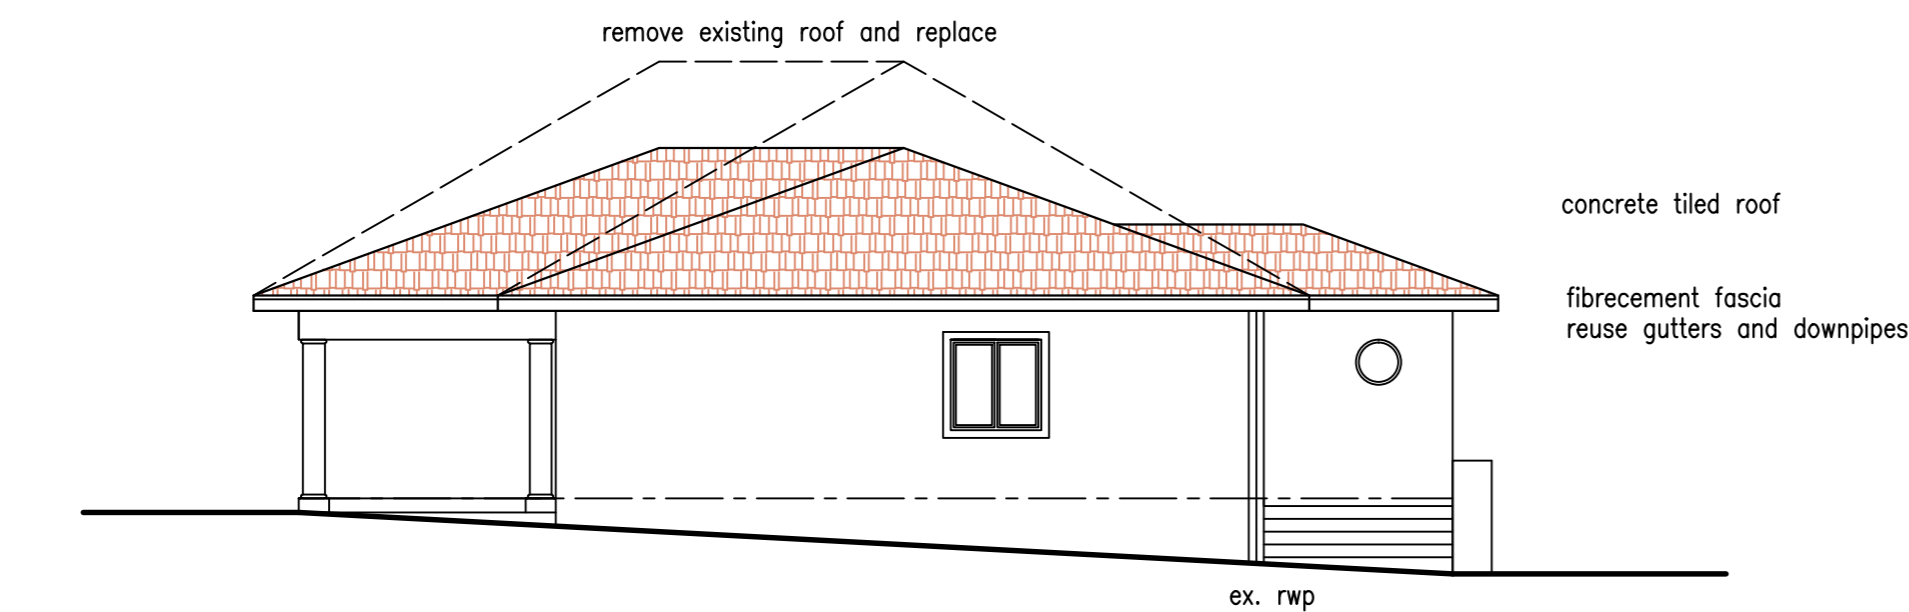 remove existing roof and replace
concrete tiled roof
fibrecement fascia
reuse gutters and downpipes
ex. rwp